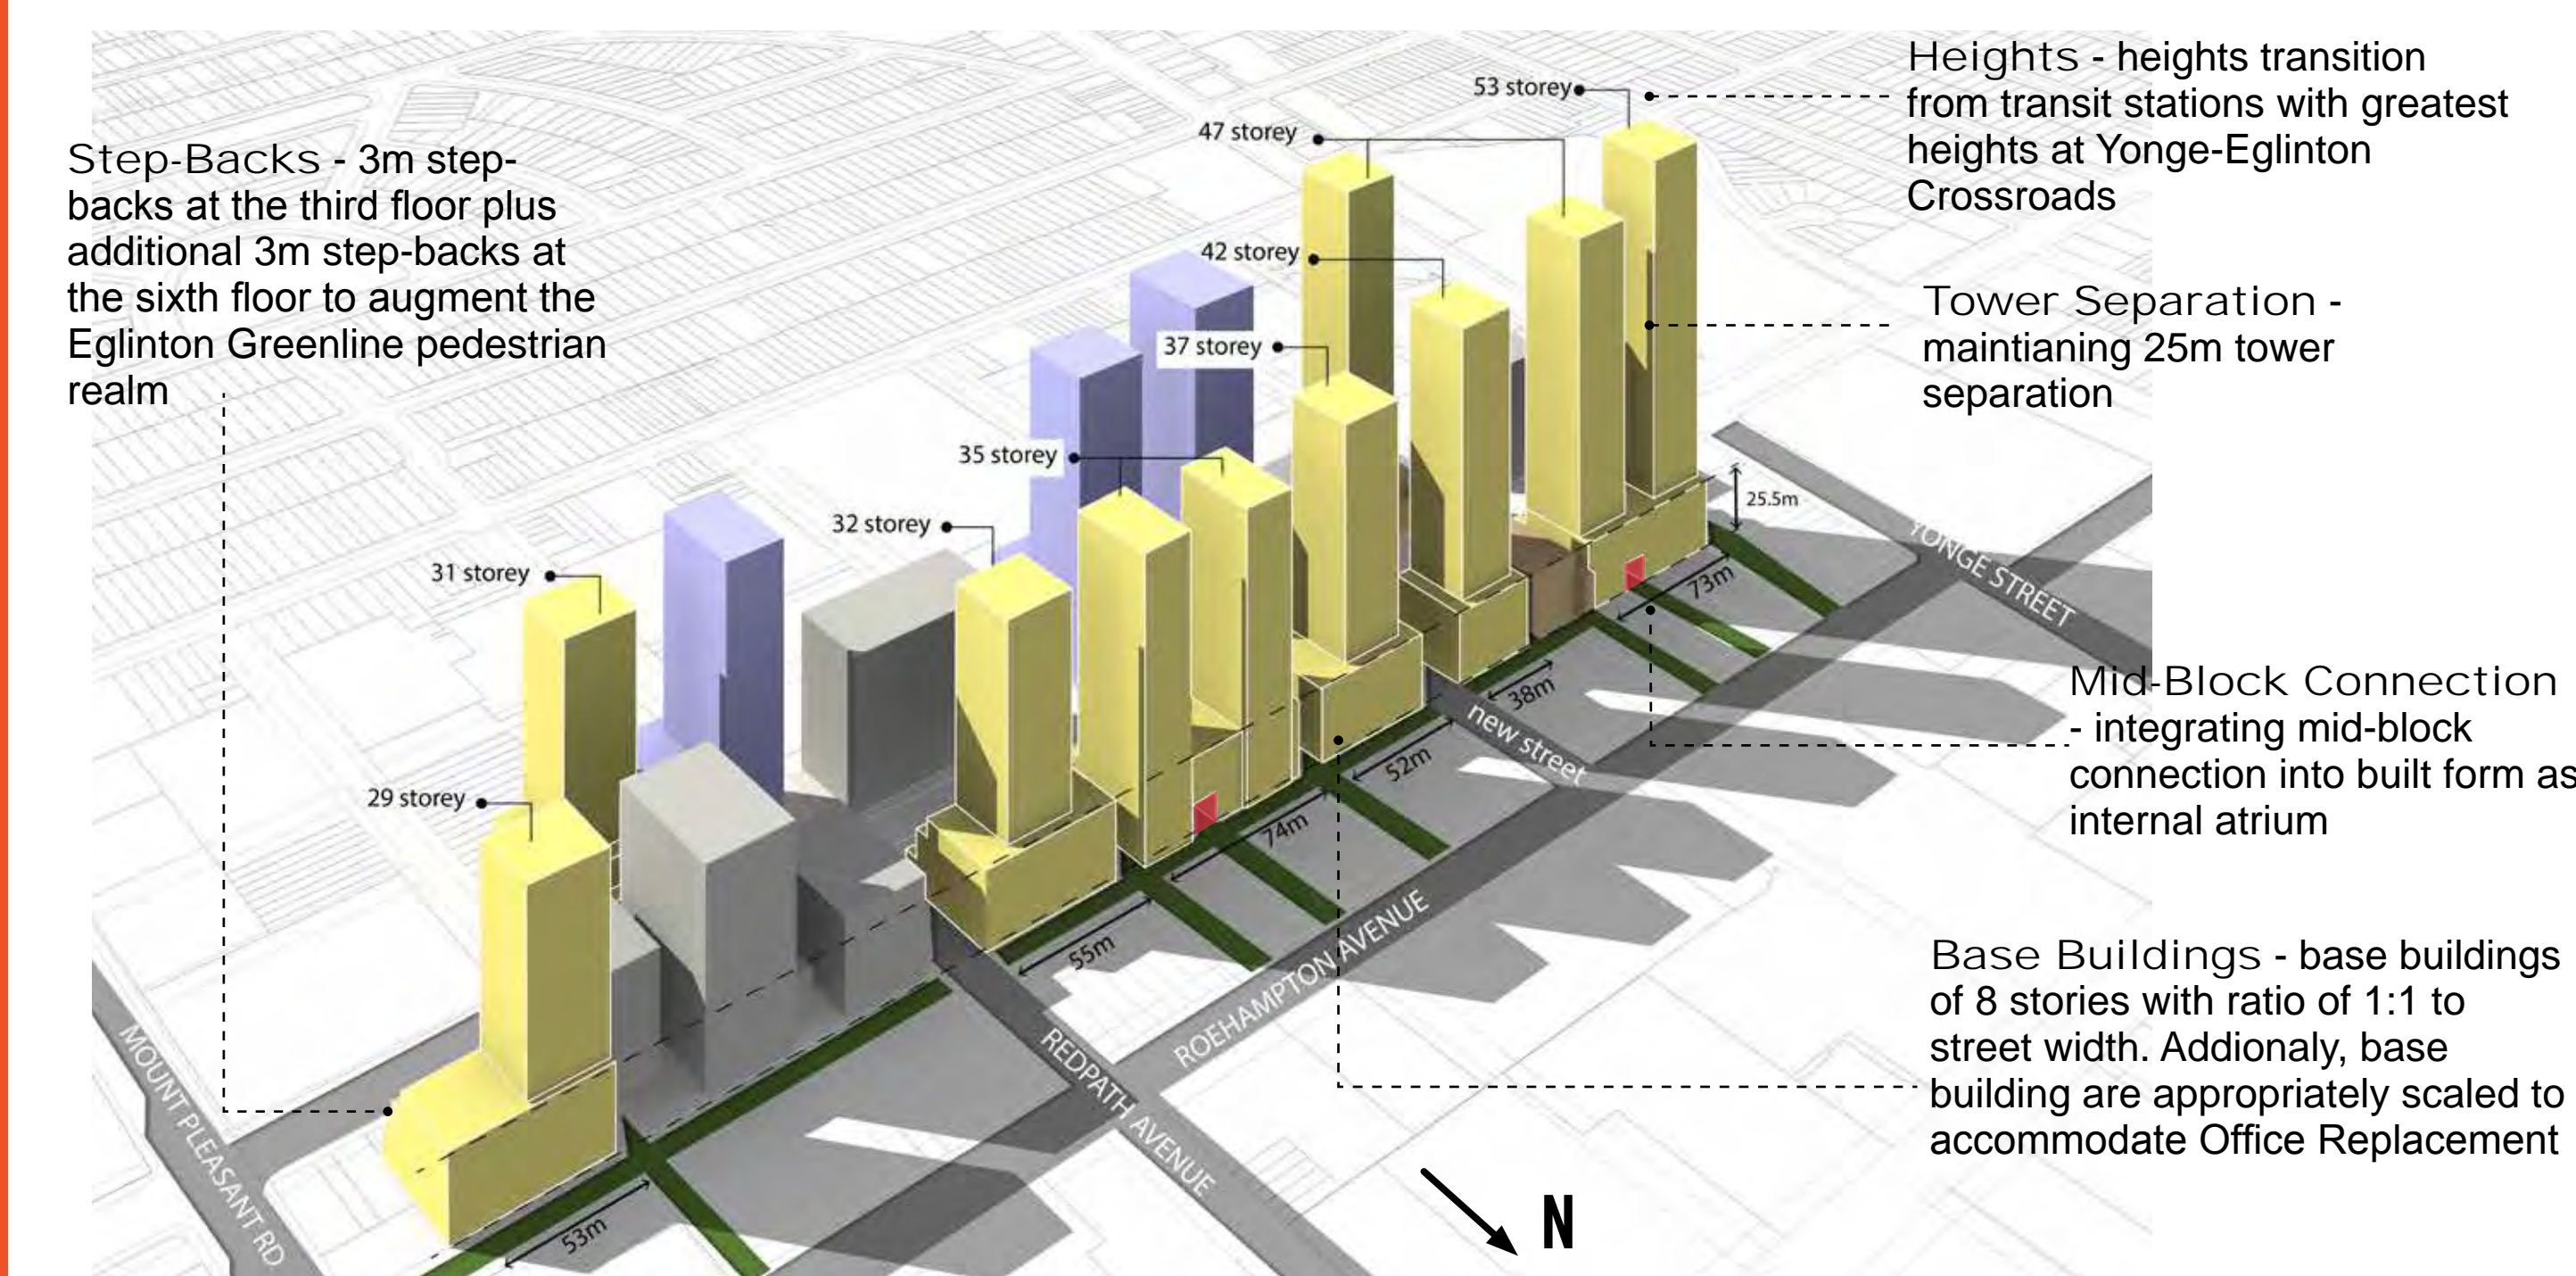 Step-Backs - 3m step-
backs at the third floor plus
additional 3m step-backs at
the sixth floor to augment the
Eglinton Greenline pedestrian
realm
Heights - heights transition
from transit stations with greatest
heights at Yonge-Eglinton
Crossroads
Tower Separation -
maintianing 25m tower
separation
Mid-Block Connection
- integrating mid-block
connection into built form as
internal atrium
Base Buildings - base buildings
of 8 stories with ratio of 1:1 to
street width. Addionaly, base
building are appropriately scaled to
accommodate Office Replacement
53 storey
47 storey
42 storey
37 storey
35 storey
32 storey
31 storey
29 storey
25.5m
73m
38m
52m
74m
55m
53m
YONGE STREET
new street
ROEHAMPTON AVENUE
REDPATH AVENUE
MOUNT PLEASANT RD
N